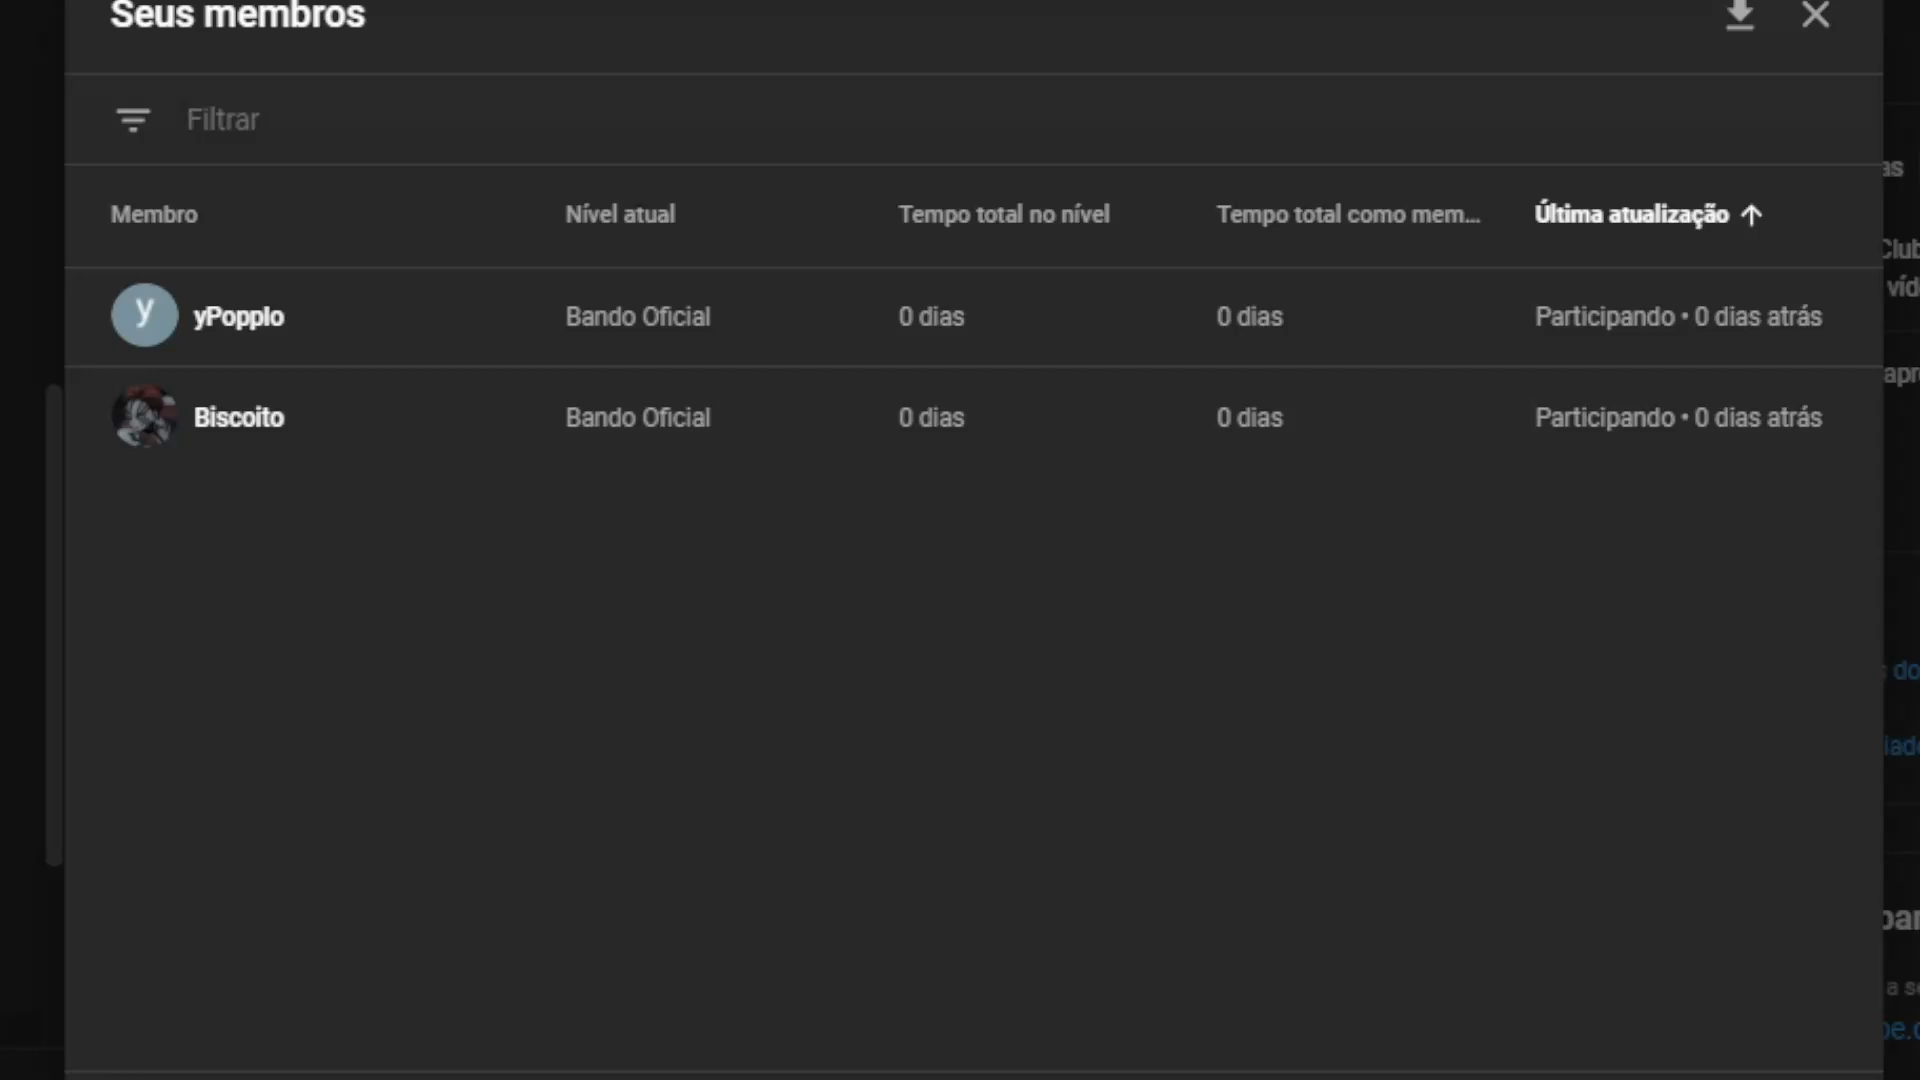 Seus membros
Filtrar
Membro Nível atual Tempo total no nível Tempo total como mem... Última atualização
y yPopplo Bando Oficial 0 dias 0 dias Participando • 0 dias atrás
Biscoito Bando Oficial 0 dias 0 dias Participando • 0 dias atrás